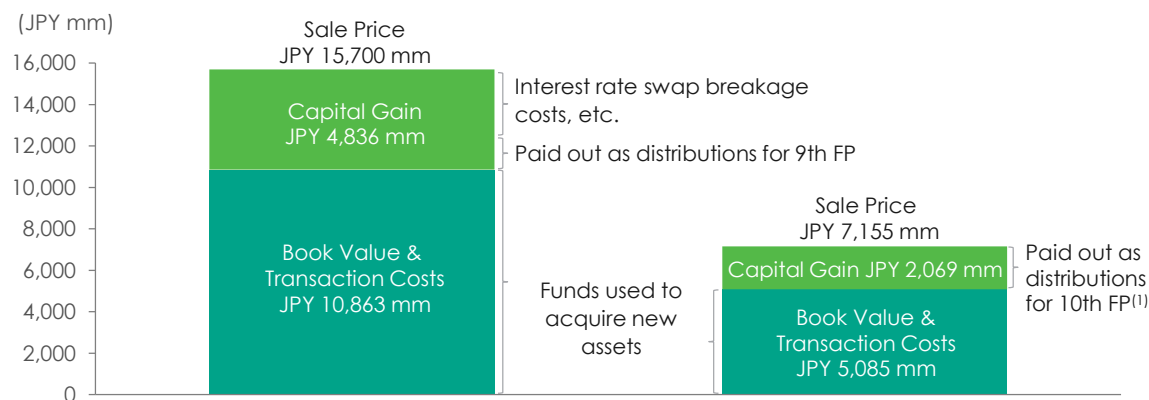 (JPY mm)
16,000
14,000
12,000
10,000
8,000
6,000
4,000
2,000
0
Sale Price
JPY 15,700 mm
Capital Gain
JPY 4,836 mm
Book Value &
Transaction Costs
JPY 10,863 mm
Interest rate swap breakage
costs, etc.
Paid out as distributions for 9th FP
Funds used to
acquire new
assets
Sale Price
JPY 7,155 mm
Capital Gain JPY 2,069 mm
Book Value &
Transaction Costs
JPY 5,085 mm
Paid out as
distributions
for 10th FP(1)